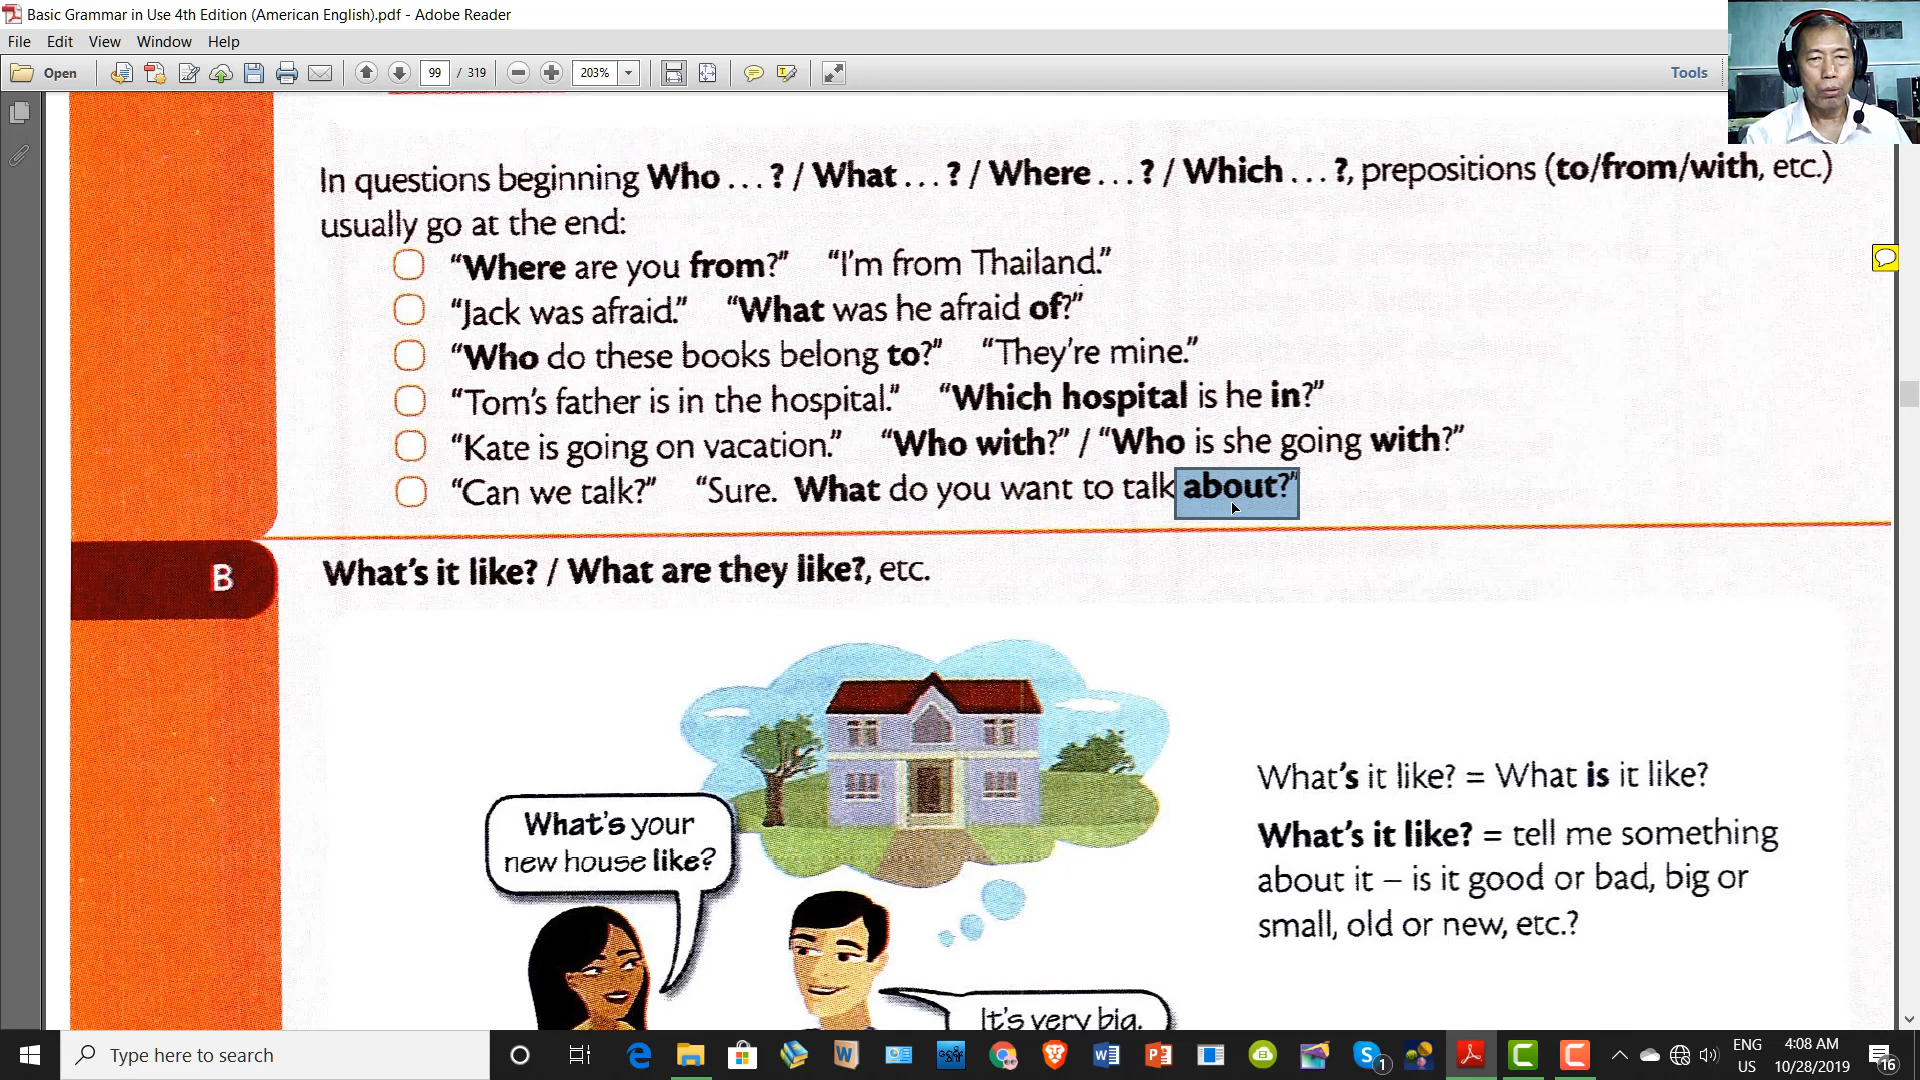 Basic Grammar in Use 4th Edition (American English).pdf - Adobe Reader
File Edit View Window Help
Open 99 / 319 203% Tools
In questions beginning Who . . . ? / What . . . ? / Where . . . ? / Which . . . ?, prepositions (to/from/with, etc.)
usually go at the end:
“Where are you from?” “I’m from Thailand.”
“Jack was afraid.” “What was he afraid of?”
“Who do these books belong to?” “They’re mine.”
“Tom’s father is in the hospital.” “Which hospital is he in?”
“Kate is going on vacation.” “Who with?” / “Who is she going with?”
“Can we talk?” “Sure. What do you want to talk about?”
B What’s it like? / What are they like?, etc.
What’s your
new house like?
It’s very big.
What’s it like? = What is it like?
What’s it like? = tell me something
about it – is it good or bad, big or
small, old or new, etc.?
Type here to search
ENG
US
4:08 AM
10/28/2019
16
1